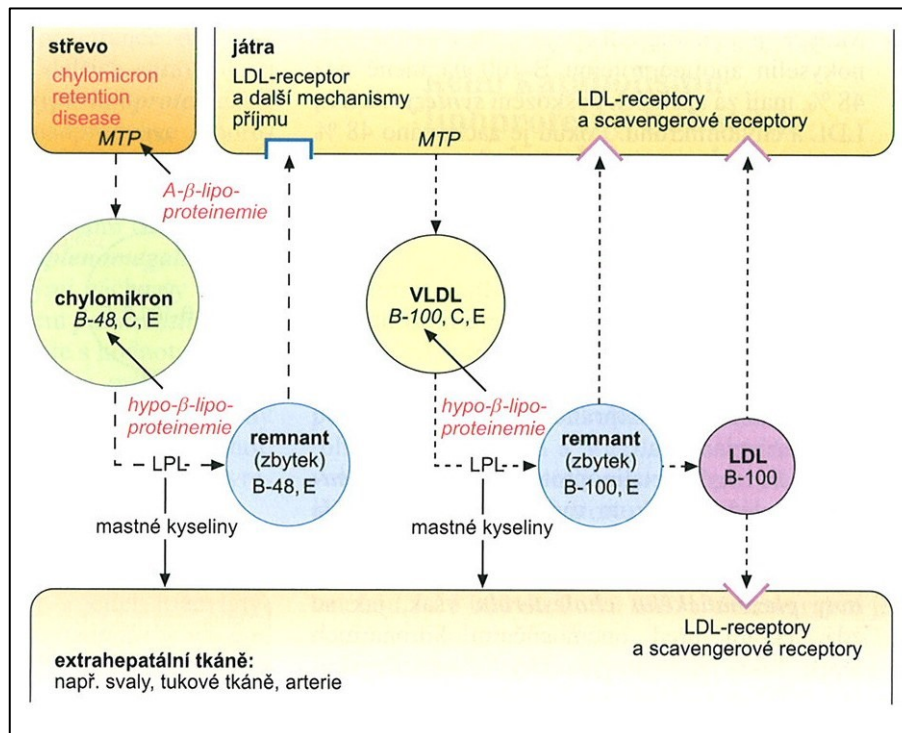 střevo
chylomicron
retention
disease
MTP
játra
LDL-receptor
a další mechanismy
příjmu
MTP
LDL-receptory
a scavengerové receptory
A-β-lipo-
proteinemie
chylomikron
B-48, C, E
VLDL
B-100, C, E
hypo-β-lipo-
proteinemie
LPL
remnant
(zbytek)
B-48, E
hypo-β-lipo-
proteinemie
LPL
remnant
(zbytek)
B-100, E
LDL
B-100
mastné kyseliny
mastné kyseliny
LDL-receptory
a scavengerové receptory
extrahepatální tkáně:
např. svaly, tukové tkáně, arterie